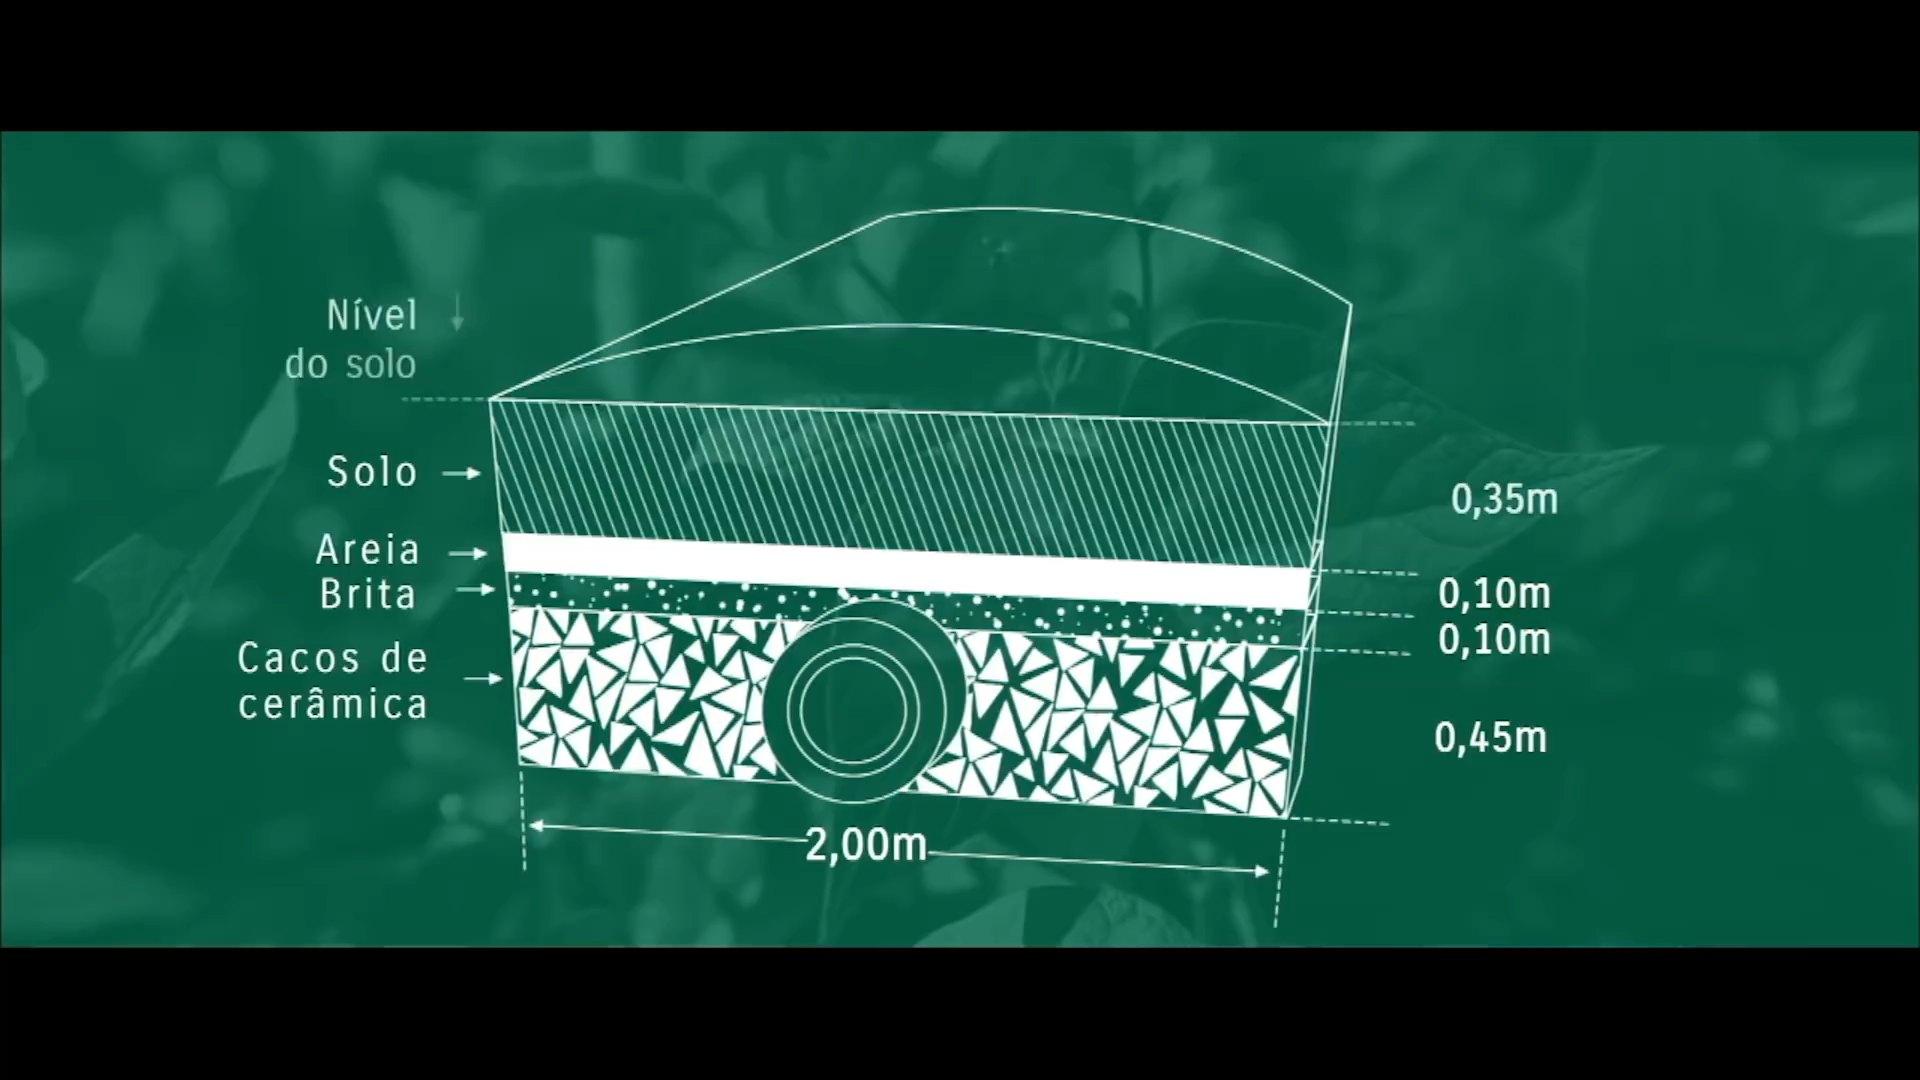 Nível
do solo
Solo
Areia
Brita
Cacos de
cerâmica
0,35m
0,10m
0,10m
0,45m
2,00m